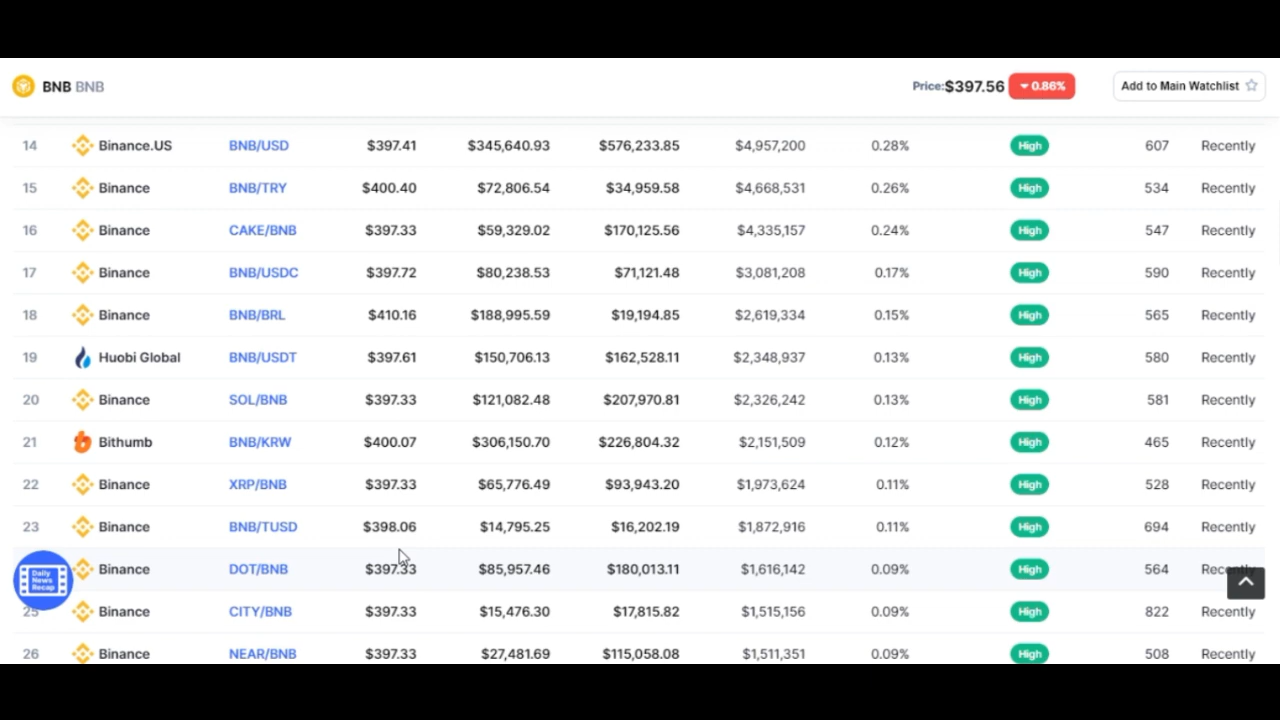 BNB BNB Price:$397.56 0.86% Add to Main Watchlist
14 Binance.US BNB/USD $397.41 $345,640.93 $576,233.85 $4,957,200 0.28% High 607 Recently
15 Binance BNB/TRY $400.40 $72,806.54 $34,959.58 $4,668,531 0.26% High 534 Recently
16 Binance CAKE/BNB $397.33 $59,329.02 $170,125.56 $4,335,157 0.24% High 547 Recently
17 Binance BNB/USDC $397.72 $80,238.53 $71,121.48 $3,081,208 0.17% High 590 Recently
18 Binance BNB/BRL $410.16 $188,995.59 $19,194.85 $2,619,334 0.15% High 565 Recently
19 Huobi Global BNB/USDT $397.61 $150,706.13 $162,528.11 $2,348,937 0.13% High 580 Recently
20 Binance SOL/BNB $397.33 $121,082.48 $207,970.81 $2,326,242 0.13% High 581 Recently
21 Bithumb BNB/KRW $400.07 $306,150.70 $226,804.32 $2,151,509 0.12% High 465 Recently
22 Binance XRP/BNB $397.33 $65,776.49 $93,943.20 $1,973,624 0.11% High 528 Recently
23 Binance BNB/TUSD $398.06 $14,795.25 $16,202.19 $1,872,916 0.11% High 694 Recently
Daily
News
Recap
Binance DOT/BNB $397.33 $85,957.46 $180,013.11 $1,616,142 0.09% High 564 Recently
25 Binance CITY/BNB $397.33 $15,476.30 $17,815.82 $1,515,156 0.09% High 822 Recently
26 Binance NEAR/BNB $397.33 $27,481.69 $115,058.08 $1,511,351 0.09% High 508 Recently